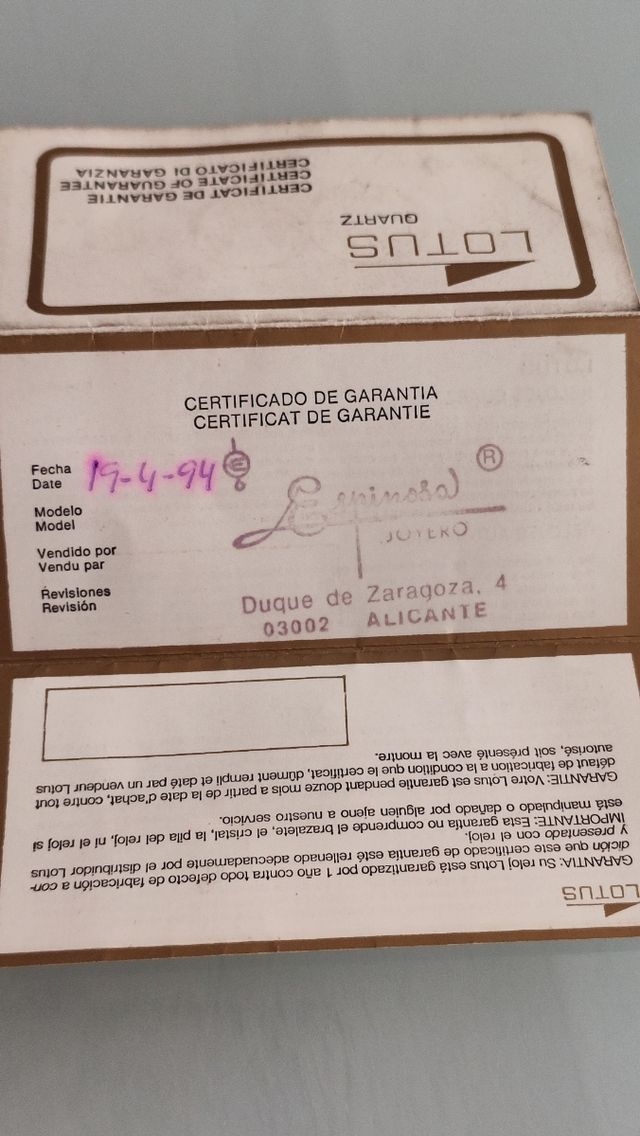 LOTUS
QUARTZ
CERTIFICAT DE GARANTIE
CERTIFICATE OF GUARANTEE
CERTIFICATO DI GARANZIA
CERTIFICADO DE GARANTIA
CERTIFICAT DE GARANTIE
Fecha
Date
19-4-94
Modelo
Model
Vendido por
Vendu par
Revisiones
Revisión
Espinosa ®
JOYERO
Duque de Zaragoza, 4
03002 ALICANTE
LOTUS
GARANTIA: Su reloj Lotus está garantizado por 1 año contra todo defecto de fabricación a con-
dición que este certificado de garantía esté rellenado adecuadamente por el distribuidor Lotus
y presentado con el reloj.
IMPORTANTE: Esta garantía no comprende el brazalete, el cristal, la pila del reloj, ni el reloj si
está manipulado o dañado por alguien ajeno a nuestro servicio.
GARANTIE: Votre Lotus est garantie pendant douze mois a partir de la date d'achat, contre tout
défaut de fabrication a la condition que le certificat, dûment rempli et daté par un vendeur Lotus
autorisé, soit présenté avec la montre.